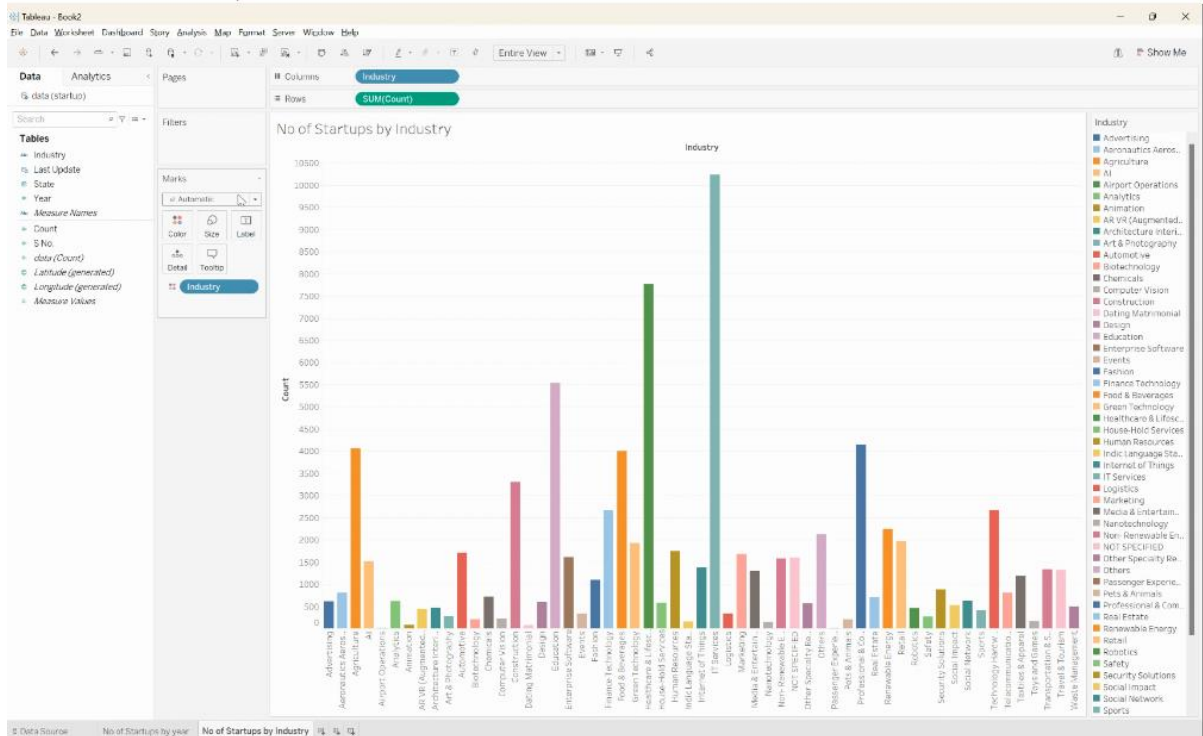 Tableau - Book2
File Data Worksheet Dashboard Story Analysis Map Format Server Window Help
Entire View
Show Me
Data Analytics
data (startup)
Search
Tables
Industry
Last Update
State
Year
Measure Names
Count
S No.
data (Count)
Latitude (generated)
Longitude (generated)
Measure Values
Pages
Filters
Marks
Automatic
Color Size Label
Detail Tooltip
Industry
Columns Industry
Rows SUM(Count)
No of Startups by Industry
Industry
10500
10000
9500
9000
8500
8000
7500
7000
6500
6000
5500
5000
4500
4000
3500
3000
2500
2000
1500
1000
500
0
Count
Advertising
Aeronautics Aeros..
Agriculture
AI
Airport Operations
Analytics
Animation
AR VR (Augmented..
Architecture Interi..
Art & Photography
Automotive
Biotechnology
Chemicals
Computer Vision
Construction
Dating Matrimonial
Design
Education
Enterprise Software
Events
Fashion
Finance Technology
Food & Beverages
Green Technology
Healthcare & Lifesc..
House-Hold Services
Human Resources
Indic Language Sta..
Internet of Things
IT Services
Logistics
Marketing
Media & Entertain..
Nanotechnology
Non- Renewable E..
NOT SPECIFIED
Other Specialty Re..
Others
Passenger Experie..
Pets & Animals
Professional & Co..
Real Estate
Renewable Energy
Retail
Robotics
Safety
Security Solutions
Social Impact
Social Network
Sports
Technology Hardw..
Telecommunicatio..
Textiles & Apparel
Toys and Games
Transportation & S..
Travel & Tourism
Waste Management
Industry
Advertising
Aeronautics Aeros..
Agriculture
AI
Airport Operations
Analytics
Animation
AR VR (Augmented..
Architecture Interi..
Art & Photography
Automotive
Biotechnology
Chemicals
Computer Vision
Construction
Dating Matrimonial
Design
Education
Enterprise Software
Events
Fashion
Finance Technology
Food & Beverages
Green Technology
Healthcare & Lifesc..
House-Hold Services
Human Resources
Indic Language Sta..
Internet of Things
IT Services
Logistics
Marketing
Media & Entertain..
Nanotechnology
Non- Renewable En..
NOT SPECIFIED
Other Specialty Re..
Others
Passenger Experie..
Pets & Animals
Professional & Com..
Real Estate
Renewable Energy
Retail
Robotics
Safety
Security Solutions
Social Impact
Social Network
Sports
Data Source No of Startups by year No of Startups by Industry